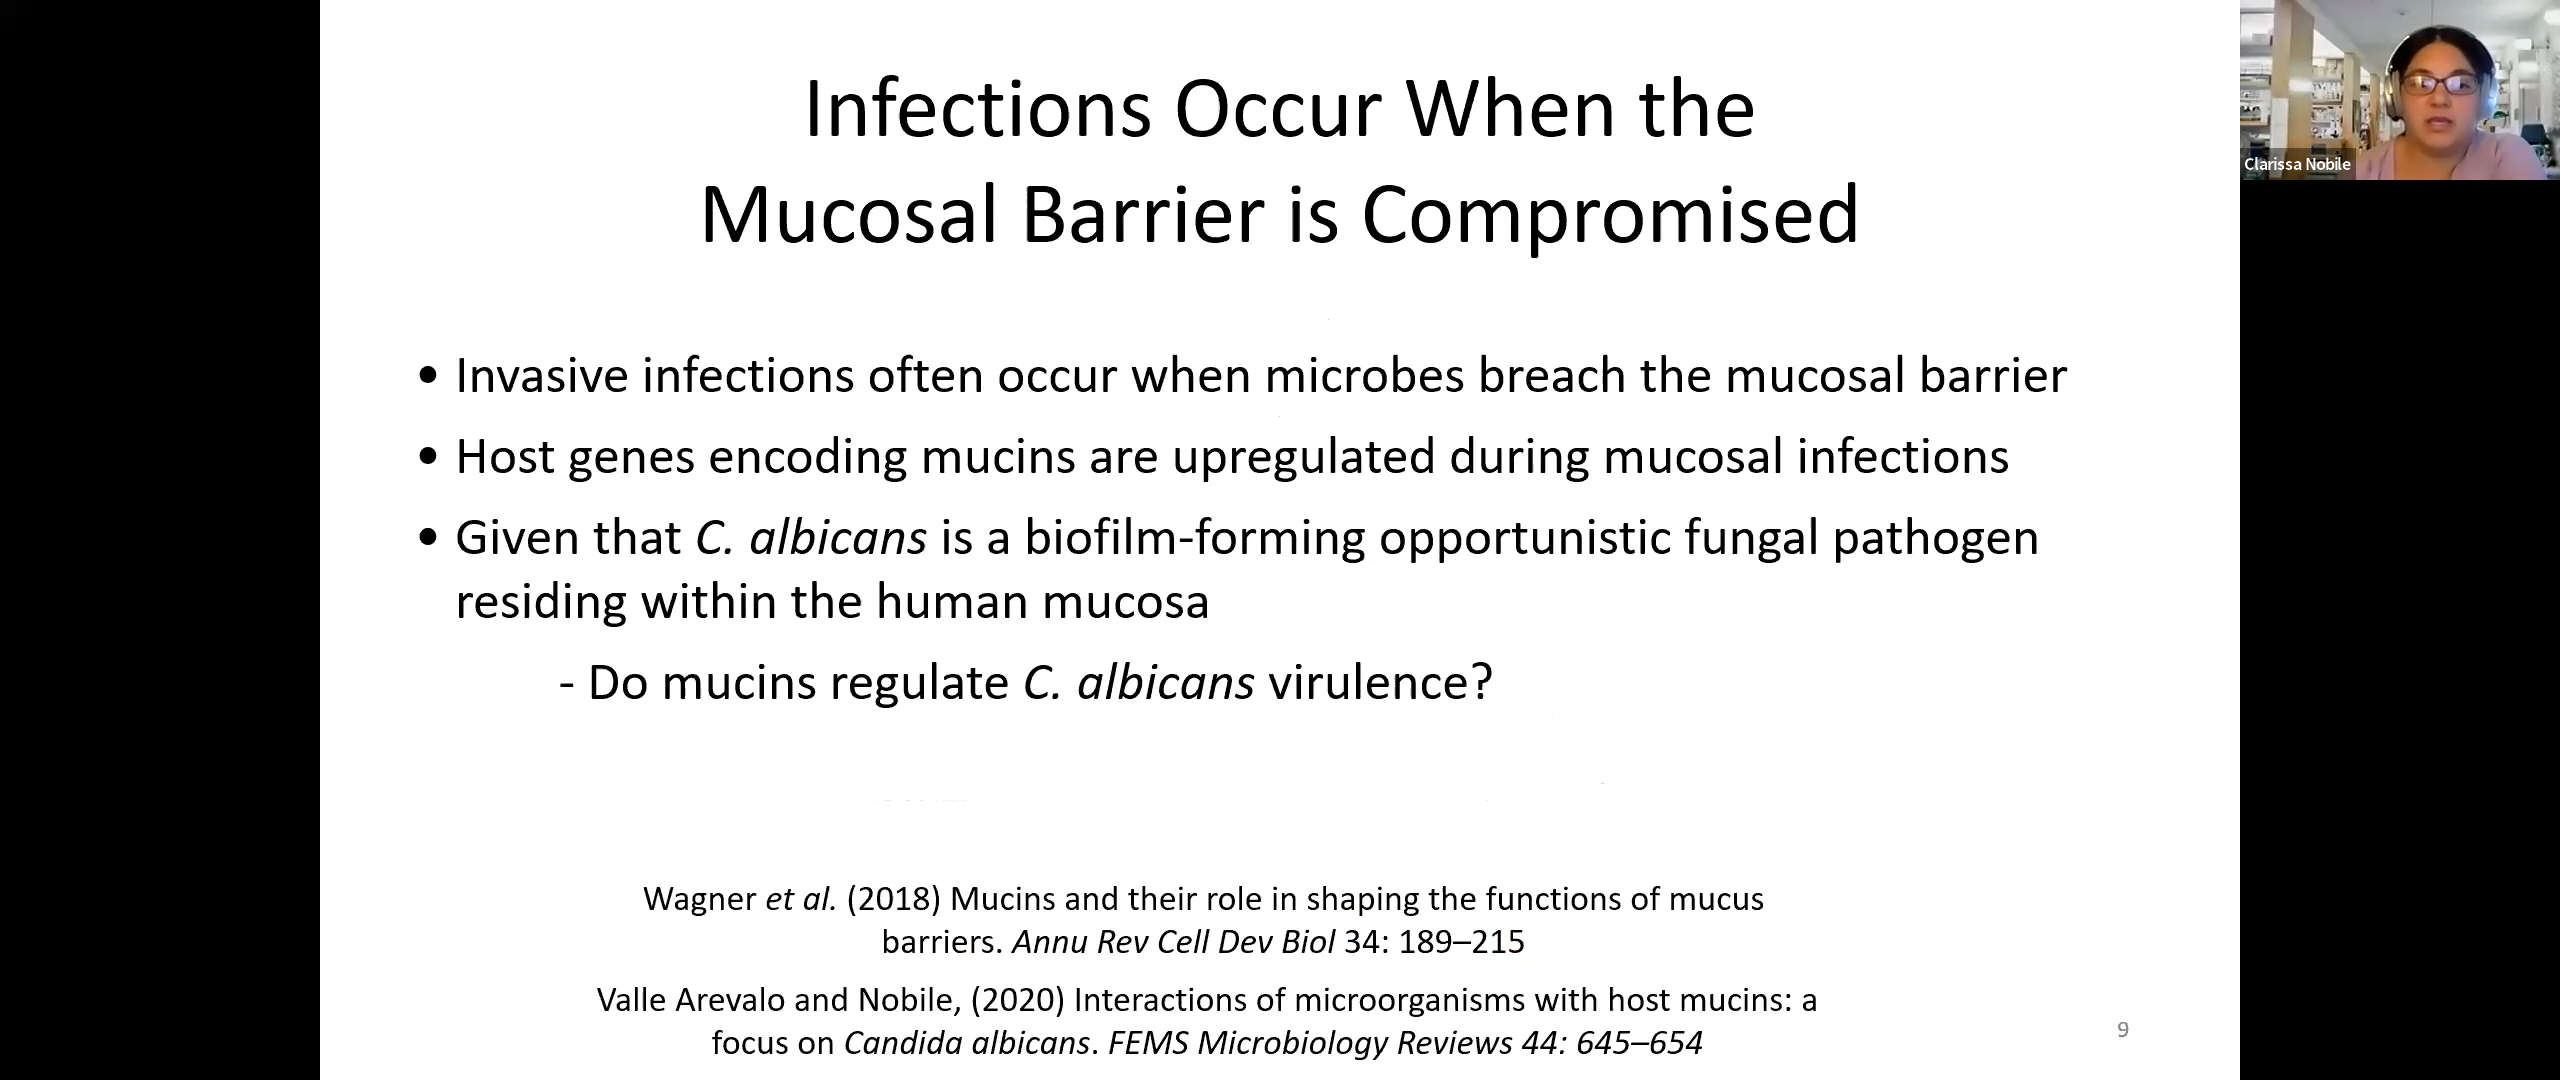 Infections Occur When the
Mucosal Barrier is Compromised
• Invasive infections often occur when microbes breach the mucosal barrier
• Host genes encoding mucins are upregulated during mucosal infections
• Given that C. albicans is a biofilm-forming opportunistic fungal pathogen
residing within the human mucosa
- Do mucins regulate C. albicans virulence?
Wagner et al. (2018) Mucins and their role in shaping the functions of mucus
barriers. Annu Rev Cell Dev Biol 34: 189–215
Valle Arevalo and Nobile, (2020) Interactions of microorganisms with host mucins: a
focus on Candida albicans. FEMS Microbiology Reviews 44: 645–654
9
Clarissa Nobile